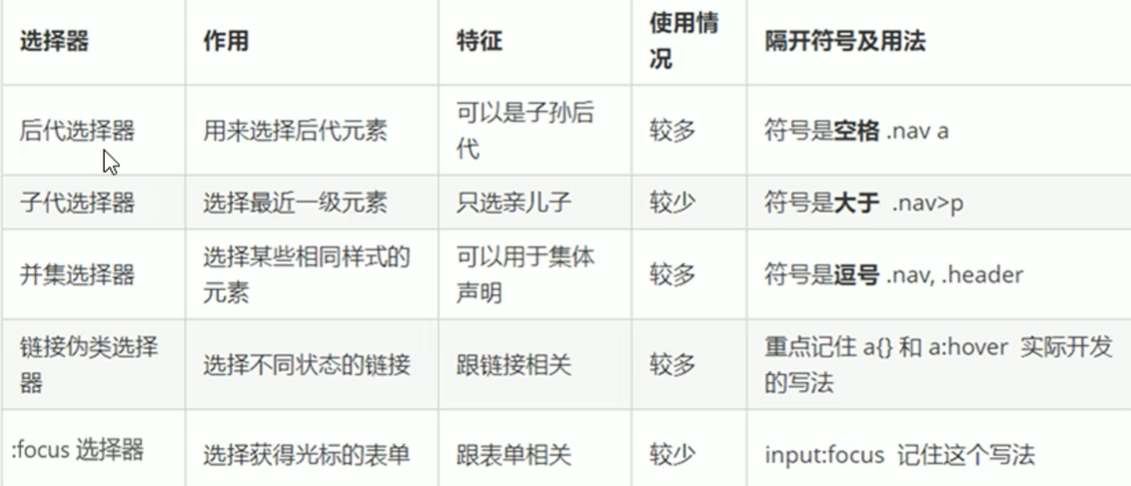 选择器 作用 特征 使用情况 隔开符号及用法
后代选择器 用来选择后代元素 可以是子孙后代 较多 符号是空格 .nav a
子代选择器 选择最近一级元素 只选亲儿子 较少 符号是大于 .nav>p
并集选择器 选择某些相同样式的元素 可以用于集体声明 较多 符号是逗号 .nav, .header
链接伪类选择器 选择不同状态的链接 跟链接相关 较多 重点记住 a{} 和 a:hover 实际开发的写法
:focus 选择器 选择获得光标的表单 跟表单相关 较少 input:focus 记住这个写法